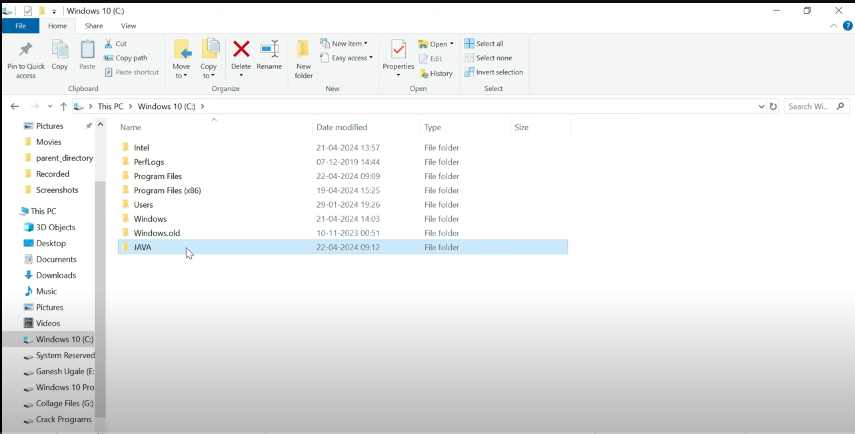 Windows 10 (C:)
File Home Share View
Pin to Quick access
Copy
Paste
Cut
Copy path
Paste shortcut
Clipboard
Move to
Copy to
Delete
Rename
Organize
New folder
New item
Easy access
New
Properties
Open
Edit
History
Open
Select all
Select none
Invert selection
Select
This PC > Windows 10 (C:) >
Search Wi...
Pictures
Movies
parent_directory
Recorded
Screenshots
This PC
3D Objects
Desktop
Documents
Downloads
Music
Pictures
Videos
Windows 10 (C:)
System Reserved
Ganesh Ugale (E:
Windows 10 Pro
Collage Files (G:)
Crack Programs
Name Date modified Type Size
Intel 21-04-2024 13:57 File folder
PerfLogs 07-12-2019 14:44 File folder
Program Files 22-04-2024 09:09 File folder
Program Files (x86) 19-04-2024 15:25 File folder
Users 29-01-2024 19:26 File folder
Windows 21-04-2024 14:03 File folder
Windows.old 10-11-2023 00:51 File folder
JAVA 22-04-2024 09:12 File folder